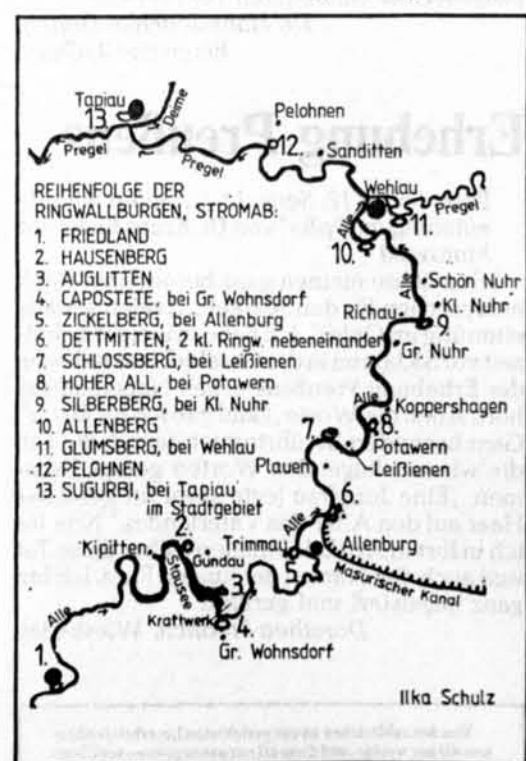 Erhebung Preuße
Tapiau
13.
Deime
Pregel
Pregel
Pelohnen
12.
Sanditten
Wehlau
11.
Pregel
Alle
10.
REIHENFOLGE DER
RINGWALLBURGEN, STROMAB:
1. FRIEDLAND
2. HAUSENBERG
3. AUGLITTEN
4. CAPOSTETE, bei Gr. Wohnsdorf
5. ZICKELBERG, bei Allenburg
6. DETTMITTEN, 2 kl. Ringw. nebeneinander
7. SCHLOSSBERG, bei Leißienen
8. HOHER ALL, bei Potawern
9. SILBERBERG, bei Kl. Nuhr
10. ALLENBERG
11. GLUMSBERG, bei Wehlau
12. PELOHNEN
13. SUGURBI, bei Tapiau
im Stadtgebiet
Schön Nuhr
Kl. Nuhr
Richau
9
Gr. Nuhr
Alle
Koppershagen
8.
7.
Potawern
Plauen
Leißienen
6.
Alle
Kipitten
2.
Gundau
Trimmau
5.
Allenburg
Stausee
3.
Masurischer Kanal
Kraftwerk
4.
Gr. Wohnsdorf
Alle
1.
Ilka Schulz